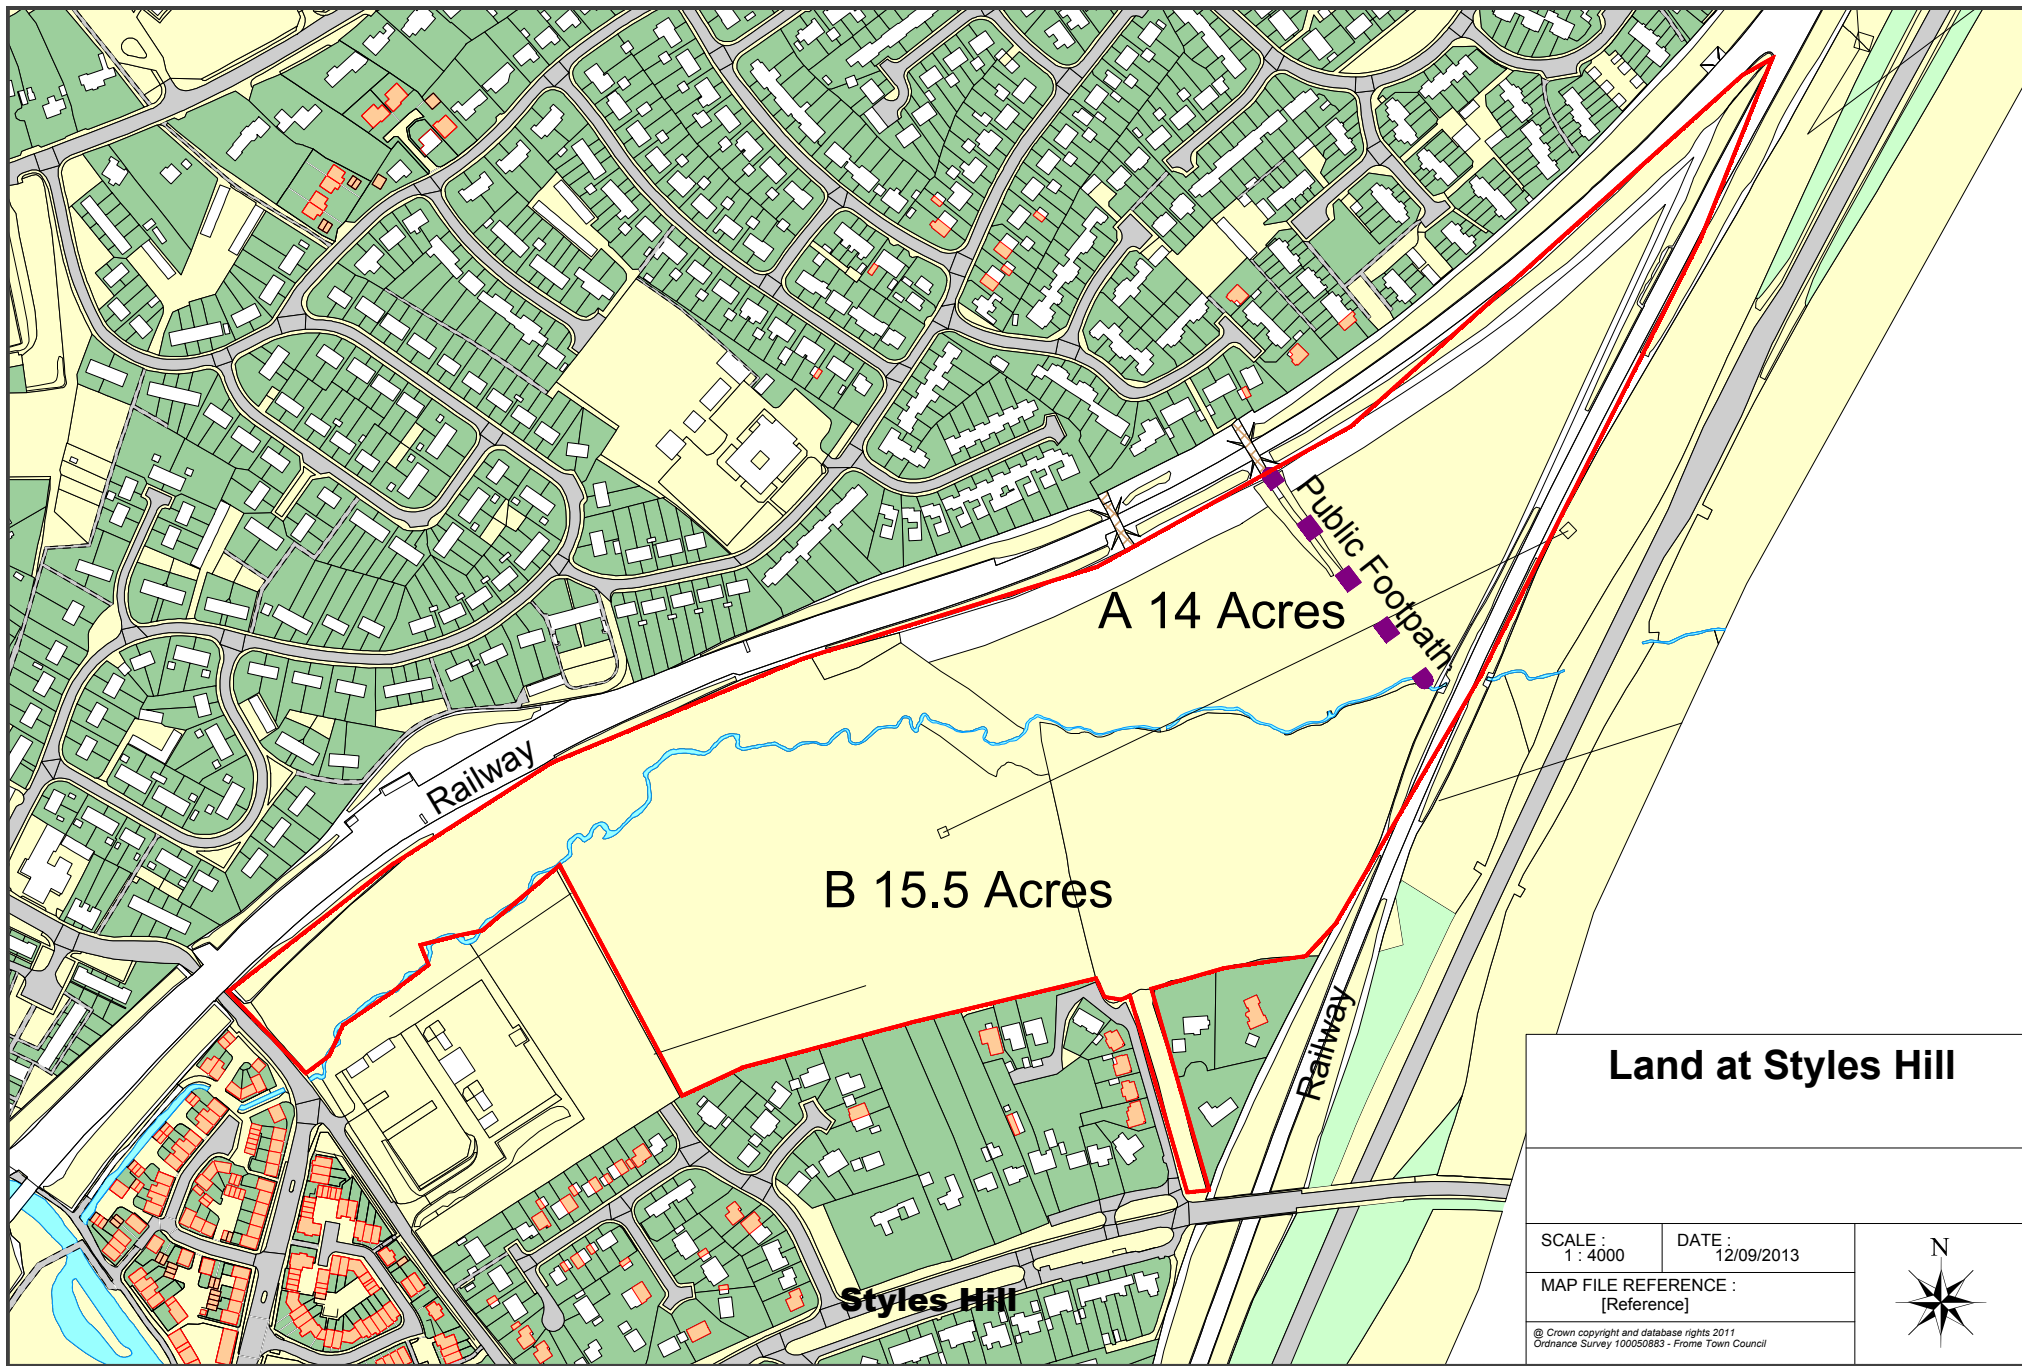 Public Footpath
A 14 Acres
Railway
B 15.5 Acres
Railway
Styles Hill
Land at Styles Hill
SCALE :
1 : 4000
DATE :
12/09/2013
MAP FILE REFERENCE :
[Reference]
N
@ Crown copyright and database rights 2011
Ordnance Survey 100050883 - Frome Town Council